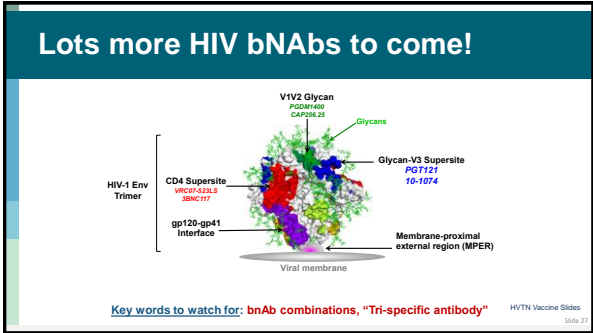 Lots more HIV bNAbs to come!
V1V2 Glycan
PGDM1400
CAP256.25
Glycans
Glycan-V3 Supersite
PGT121
10-1074
HIV-1 Env
Trimer
CD4 Supersite
VRC07-523LS
3BNC117
gp120-gp41
Interface
Membrane-proximal
external region (MPER)
Viral membrane
Key words to watch for: bnAb combinations, “Tri-specific antibody”
HVTN Vaccine Slides
Slide 27